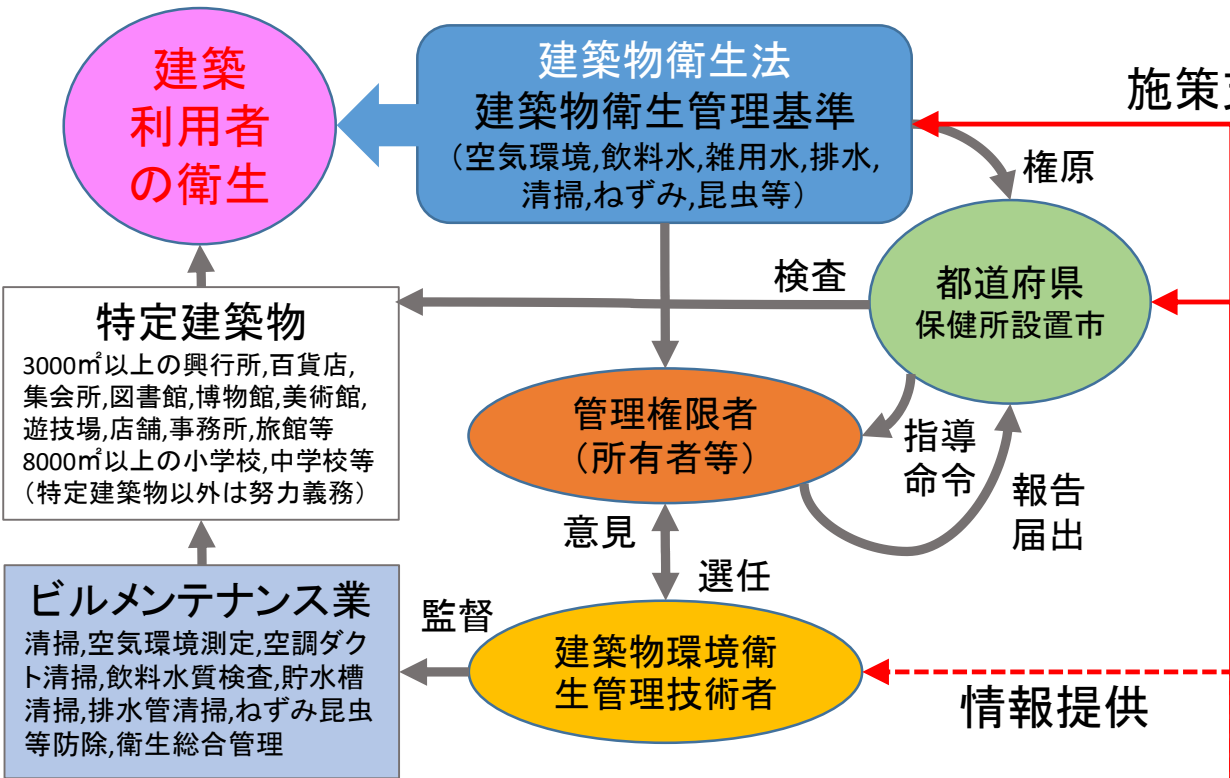 建築
利用者
の衛生
建築物衛生法
建築物衛生管理基準
（空気環境,飲料水,雑用水,排水,
清掃,ねずみ,昆虫等）
施策
権原
都道府県
保健所設置市
検査
特定建築物
3000㎡以上の興行所,百貨店,
集会所,図書館,博物館,美術館,
遊技場,店舗,事務所,旅館等
8000㎡以上の小学校,中学校等
（特定建築物以外は努力義務）
管理権限者
（所有者等）
指導
命令
報告
届出
意見
選任
ビルメンテナンス業
清掃,空気環境測定,空調ダク
ト清掃,飲料水質検査,貯水槽
清掃,排水管清掃,ねずみ昆虫
等防除,衛生総合管理
監督
建築物環境衛
生管理技術者
情報提供